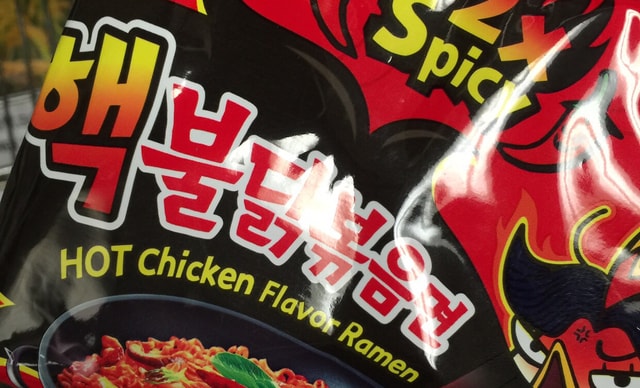 2x
Spicy
핵불닭볶음면
HOT Chicken Flavor Ramen